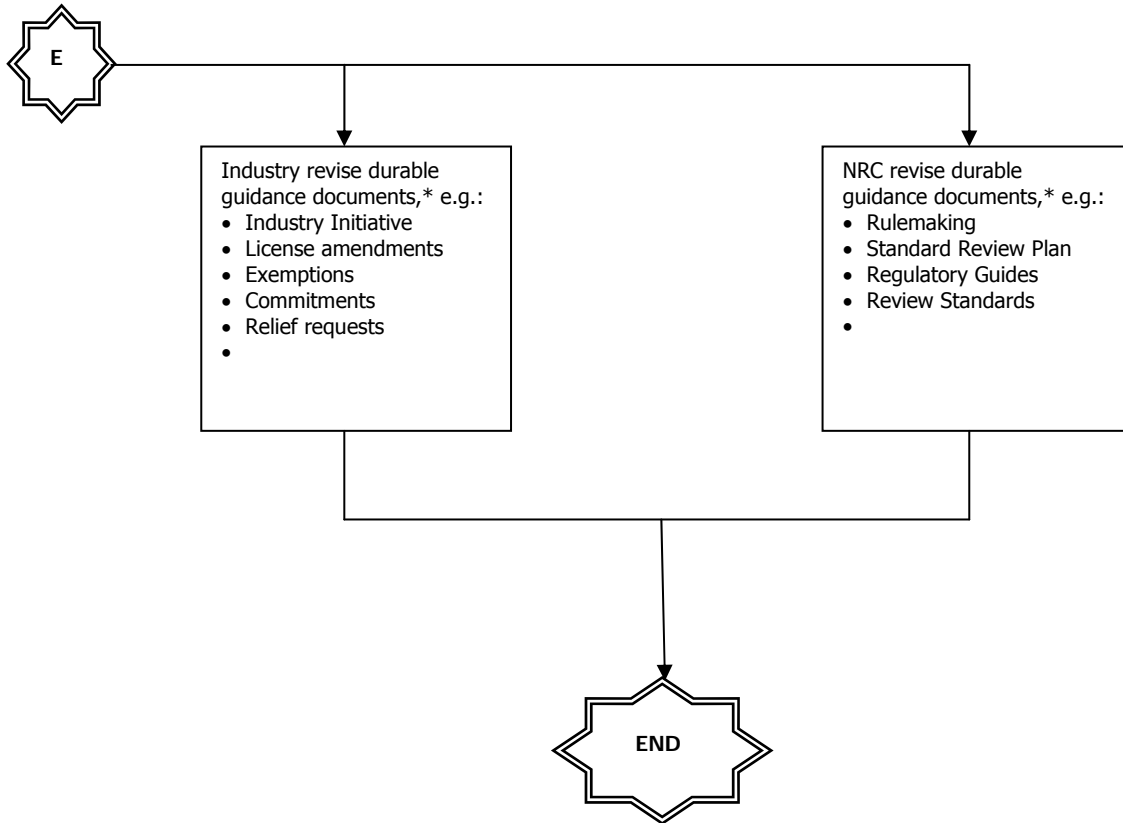 E
Industry revise durable
guidance documents,* e.g.:
• Industry Initiative
• License amendments
• Exemptions
• Commitments
• Relief requests
•
NRC revise durable
guidance documents,* e.g.:
• Rulemaking
• Standard Review Plan
• Regulatory Guides
• Review Standards
•
END